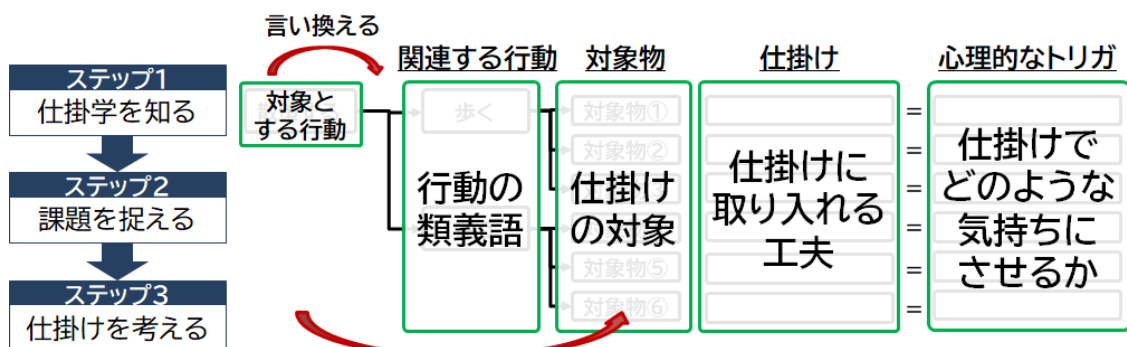 言い換える
関連する行動
対象物
仕掛け
心理的なトリガ
ステップ1
仕掛学を知る
ステップ2
課題を捉える
ステップ3
仕掛けを考える
対象と
する行動
歩く
行動の
類義語
対象物①
対象物②
仕掛け
の対象
対象物⑤
対象物⑥
仕掛けに
取り入れる
工夫
=
=
=
=
=
=
仕掛けで
どのような
気持ちに
させるか